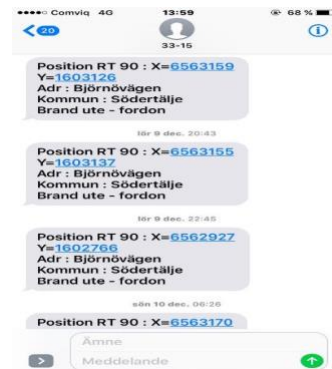 Comviq 4G 13:59 68 %
20
33-15
Position RT 90 : X=6563159
Y=1603126
Adr : Björnövägen
Kommun : Södertälje
Brand ute - fordon
lör 9 dec. 20:43
Position RT 90 : X=6563155
Y=1603137
Adr : Björnövägen
Kommun : Södertälje
Brand ute - fordon
lör 9 dec. 22:45
Position RT 90 : X=6562927
Y=1602766
Adr : Björnövägen
Kommun : Södertälje
Brand ute - fordon
sön 10 dec. 06:26
Position RT 90 : X=6563170
Ämne
Meddelande